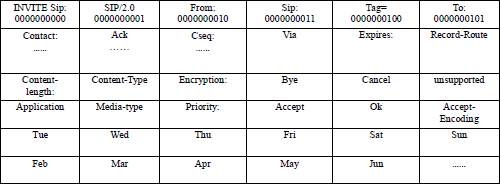 INVITE Sip: SIP/2.0 From: Sip: Tag= To:
0000000000 0000000001 0000000010 0000000011 0000000100 0000000101
Contact: Ack Cseq: Via Expires: Record-Route
...... ...... ......
Content-length: Content-Type Encryption: Bye Cancel unsupported
Application Media-type Priority: Accept Ok Accept-Encoding
Tue Wed Thu Fri Sat Sun
Feb Mar Apr May Jun ......